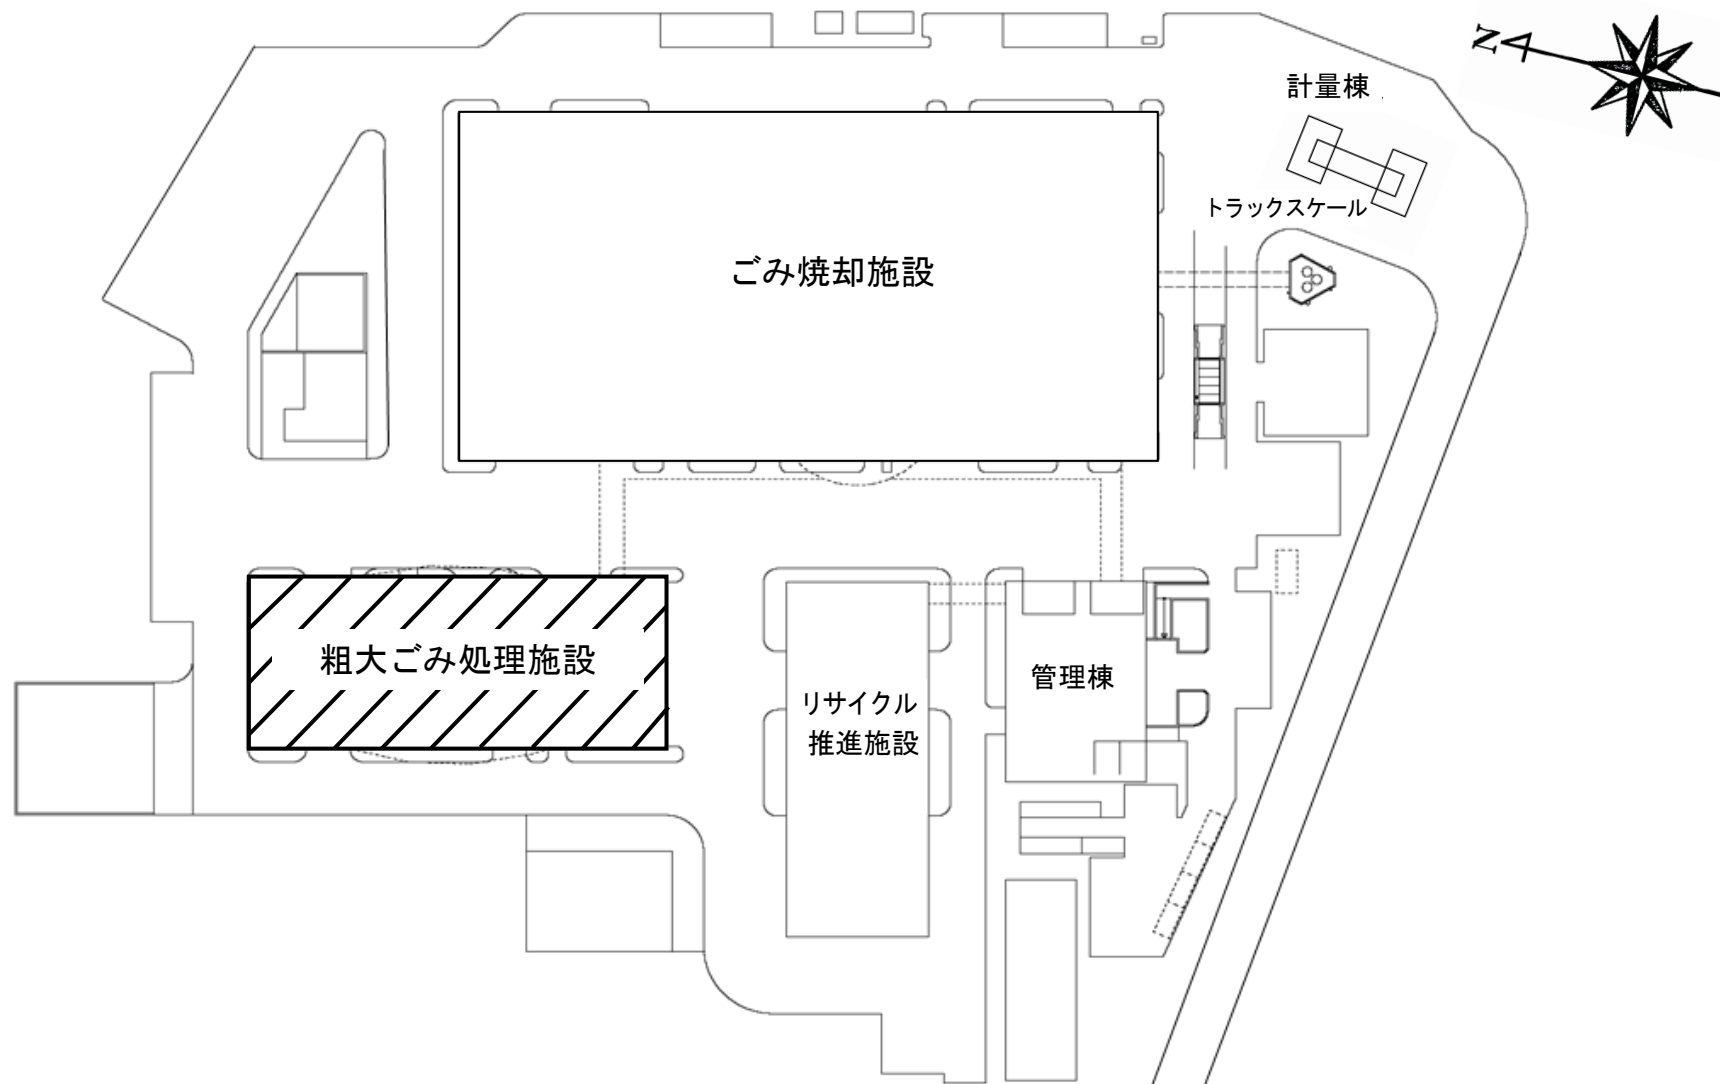 N
計量棟
トラックスケール
ごみ焼却施設
粗大ごみ処理施設
管理棟
リサイクル
推進施設